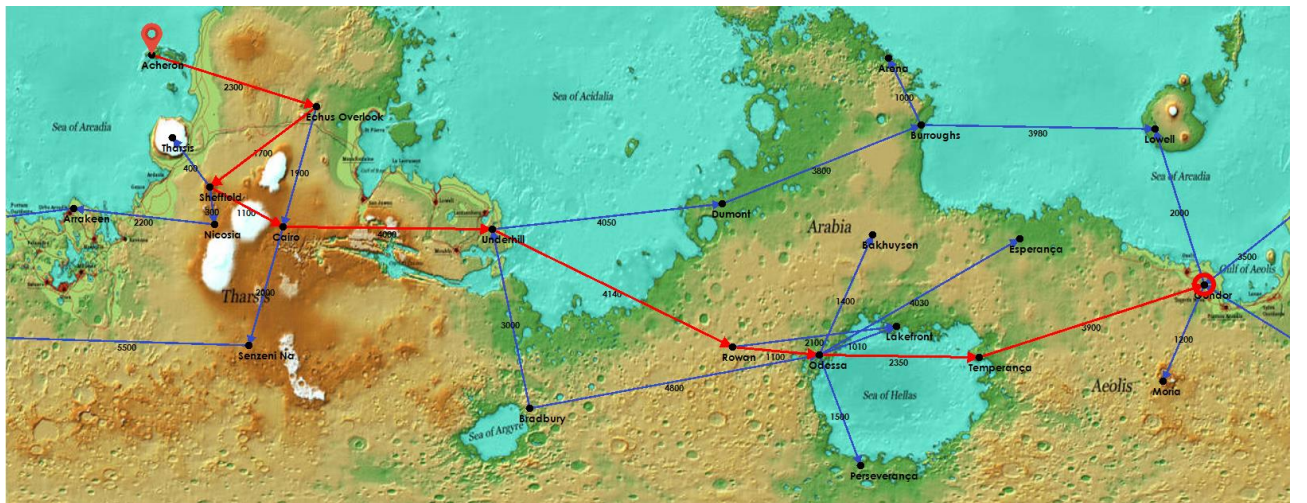 Acheron
2300
Sea of Acidalia
Arena
Echus Overlook
1000
Sea of Arcadia
Burroughs
3980
Lowell
Tharsis
1700
400
1900
3800
Sea of Arcadia
Sheffield
Arrakeen
2200
300
1100
Nicosia
Cairo
4000
Underhill
4050
Dumont
2000
Arabia
Bakhuysen
Esperança
3500
Gulf of Aeolis
Gondor
Tharsis
2000
4140
1400
4030
3900
5500
Senzeni Na
3000
Lakefront
2100
1010
1200
Rowan
1100
Odessa
2350
Temperança
4800
Sea of Hellas
Aeolis
Moria
Bradbury
Sea of Argyre
1500
Perseverança